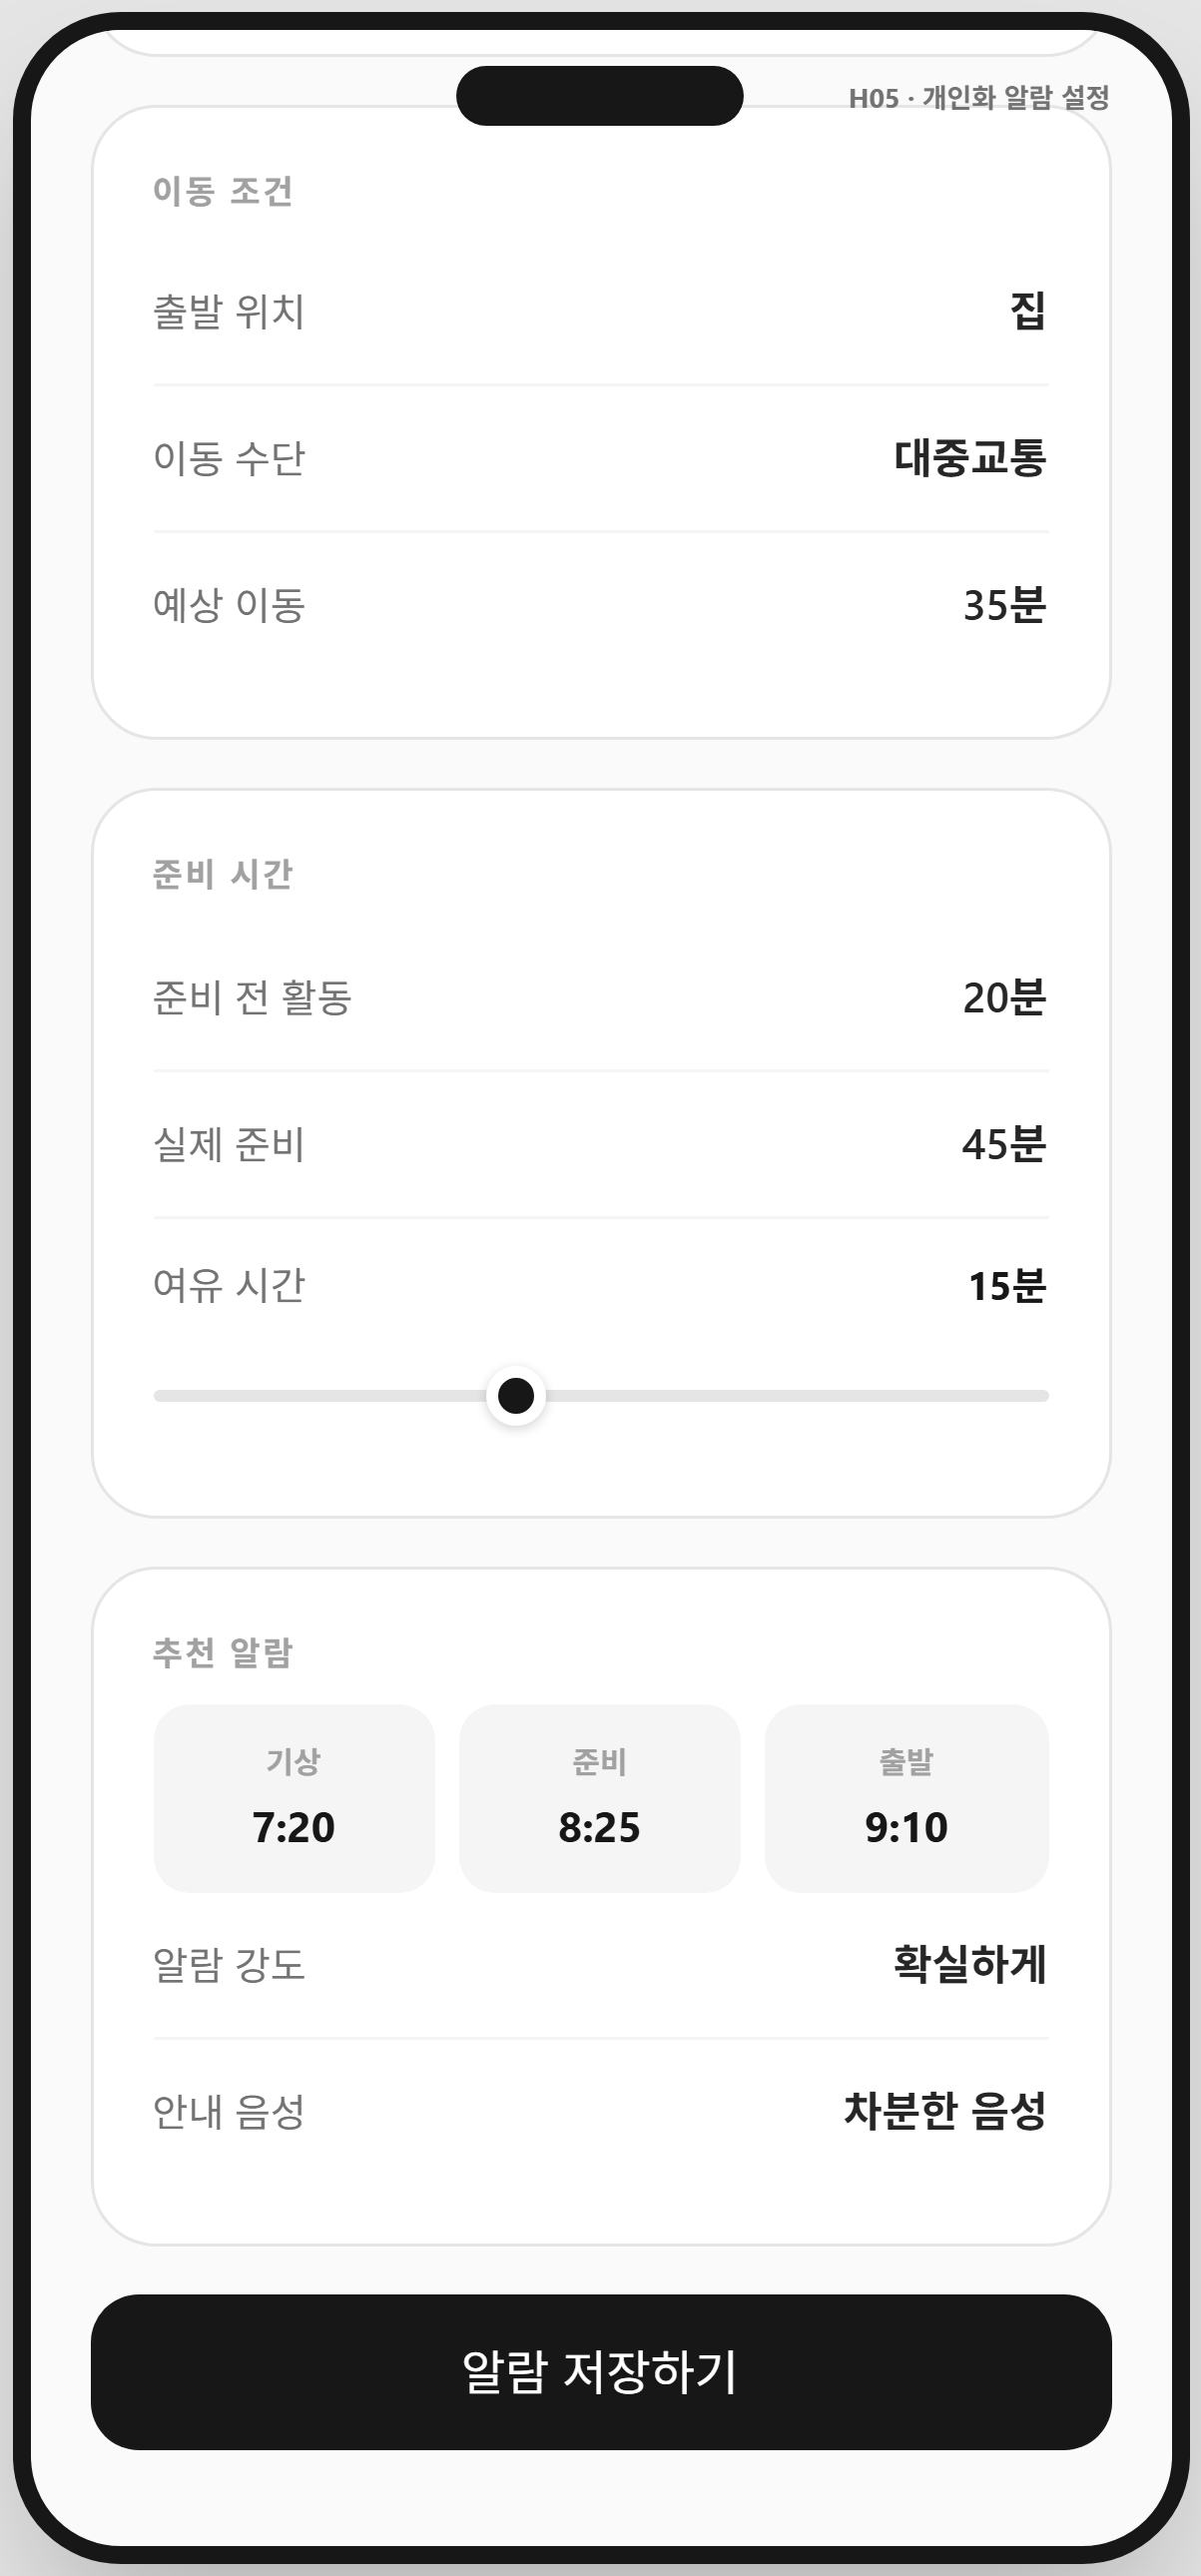 H05 · 개인화 알람 설정
이동 조건
출발 위치 집
이동 수단 대중교통
예상 이동 35분
준비 시간
준비 전 활동 20분
실제 준비 45분
여유 시간 15분
추천 알람
기상 준비 출발
7:20 8:25 9:10
알람 강도 확실하게
안내 음성 차분한 음성
알람 저장하기